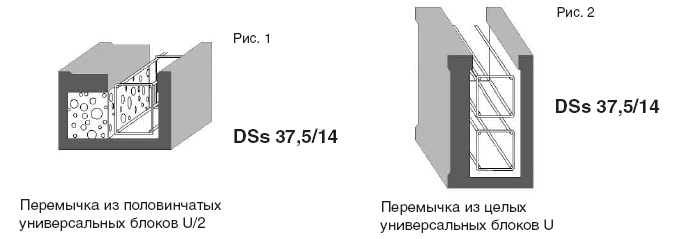 Рис. 1
DSs 37,5/14
Перемычка из половинчатых
универсальных блоков U/2
Рис. 2
DSs 37,5/14
Перемычка из целых
универсальных блоков U